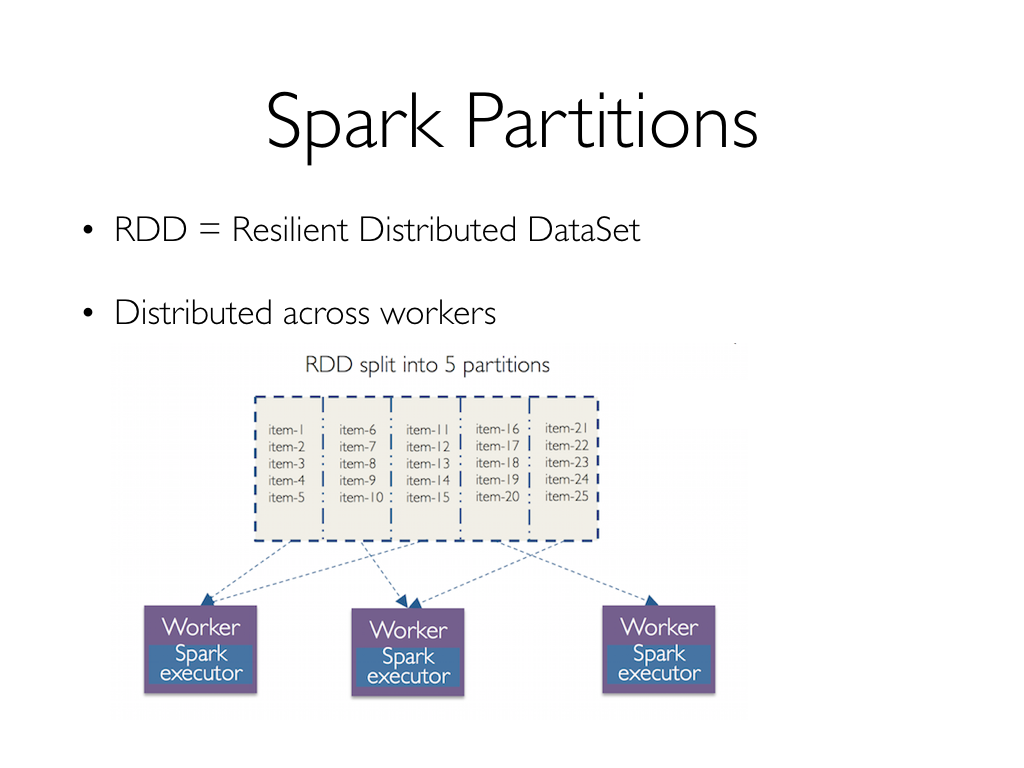 Spark Partitions
• RDD = Resilient Distributed DataSet
• Distributed across workers
RDD split into 5 partitions
item-1 item-6 item-11 item-16 item-21
item-2 item-7 item-12 item-17 item-22
item-3 item-8 item-13 item-18 item-23
item-4 item-9 item-14 item-19 item-24
item-5 item-10 item-15 item-20 item-25
Worker
Spark
executor
Worker
Spark
executor
Worker
Spark
executor